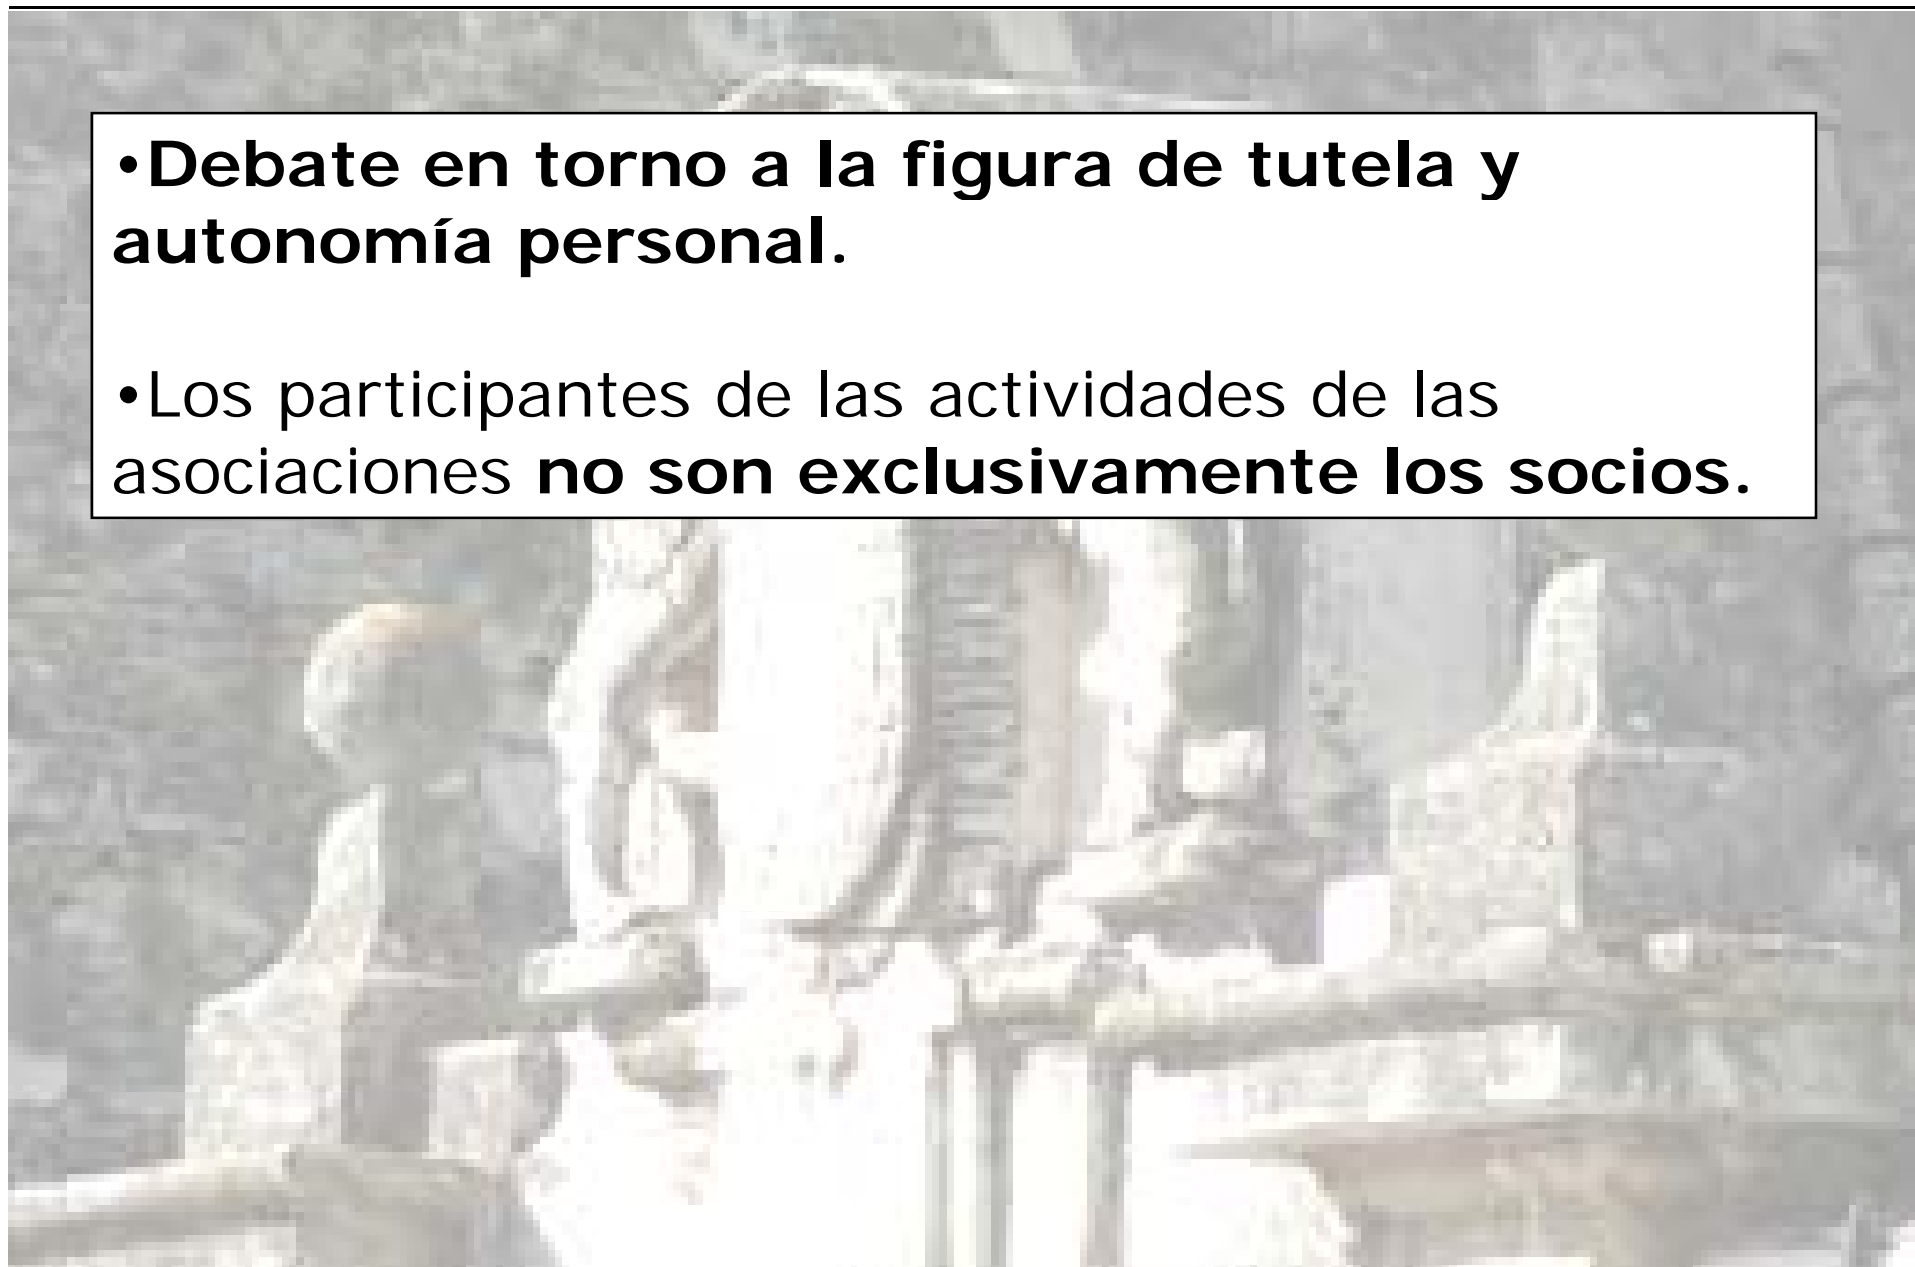 •Debate en torno a la figura de tutela y
autonomía personal.
•Los participantes de las actividades de las
asociaciones no son exclusivamente los socios.